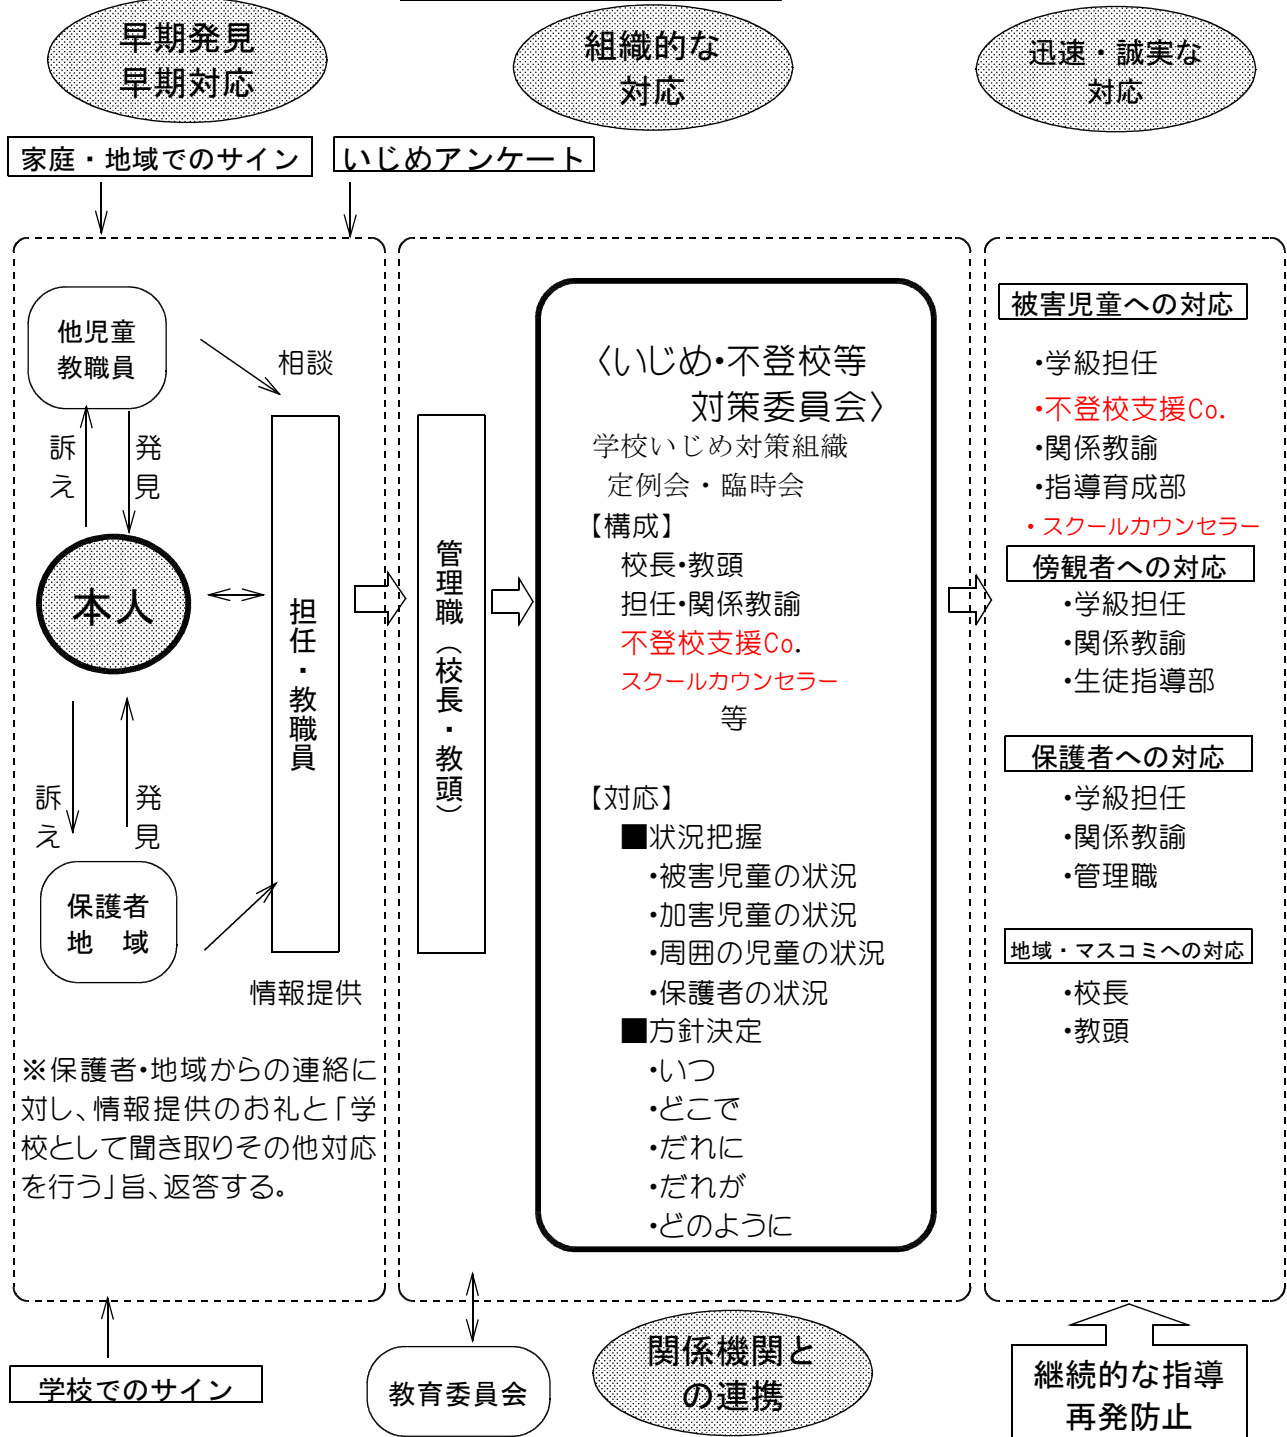 早期発見
早期対応
組織的な
対応
迅速・誠実な
対応
家庭・地域でのサイン
いじめアンケート
他児童
教職員
相談
訴え
発見
本人
訴え
発見
保護者
地　域
情報提供
担任・教職員
※保護者・地域からの連絡に
対し、情報提供のお礼と「学
校として聞き取りその他対応
を行う」旨、返答する。
学校でのサイン
管理職（校長・教頭）
〈いじめ・不登校等
対策委員会〉
学校いじめ対策組織
定例会・臨時会
【構成】
校長・教頭
担任・関係教諭
不登校支援Co.
スクールカウンセラー
等
【対応】
■状況把握
・被害児童の状況
・加害児童の状況
・周囲の児童の状況
・保護者の状況
■方針決定
・いつ
・どこで
・だれに
・だれが
・どのように
教育委員会
関係機関と
の連携
被害児童への対応
・学級担任
・不登校支援Co.
・関係教諭
・指導育成部
・スクールカウンセラー
傍観者への対応
・学級担任
・関係教諭
・生徒指導部
保護者への対応
・学級担任
・関係教諭
・管理職
地域・マスコミへの対応
・校長
・教頭
継続的な指導
再発防止